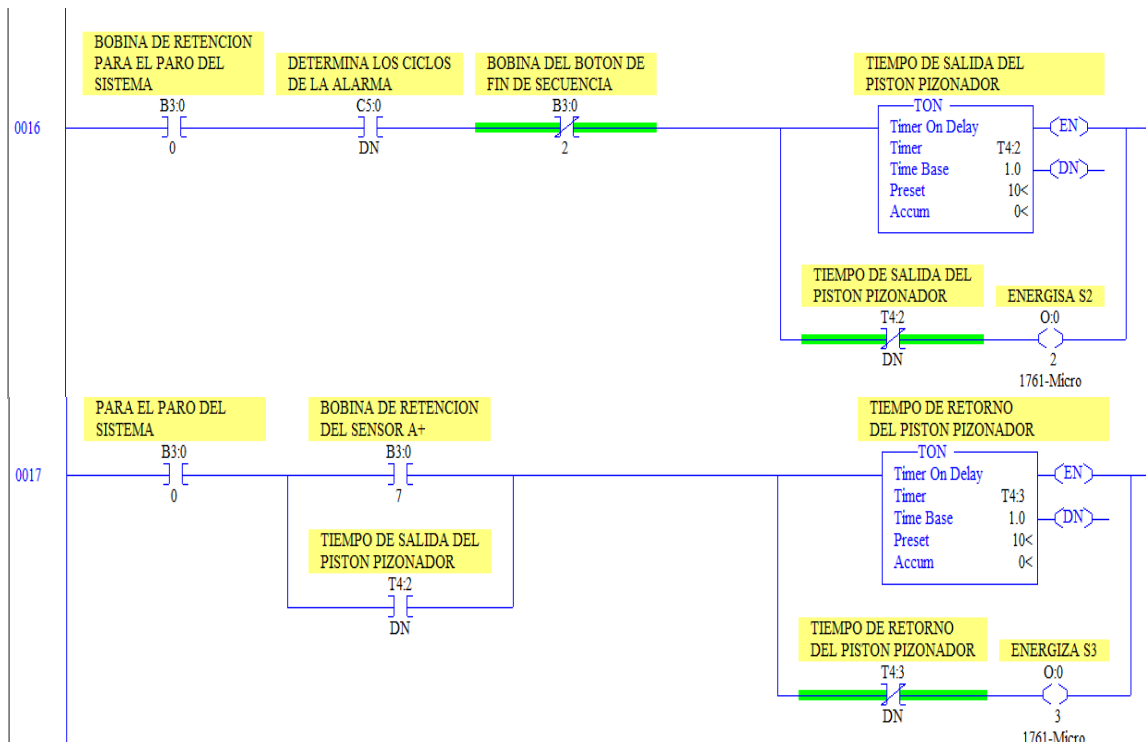 BOBINA DE RETENCION
PARA EL PARO DEL
SISTEMA
B3:0
0
DETERMINA LOS CICLOS
DE LA ALARMA
C5:0
DN
BOBINA DEL BOTON DE
FIN DE SECUENCIA
B3:0
2
TIEMPO DE SALIDA DEL
PISTON PIZONADOR
0016
TON
Timer On Delay
Timer T4:2
Time Base 1.0
Preset 10<
Accum 0<
EN
DN
TIEMPO DE SALIDA DEL
PISTON PIZONADOR
T4:2
DN
ENERGISA S2
O:0
2
1761-Micro
PARA EL PARO DEL
SISTEMA
B3:0
0
BOBINA DE RETENCION
DEL SENSOR A+
B3:0
7
TIEMPO DE RETORNO
DEL PISTON PIZONADOR
0017
TON
Timer On Delay
Timer T4:3
Time Base 1.0
Preset 10<
Accum 0<
EN
DN
TIEMPO DE SALIDA DEL
PISTON PIZONADOR
T4:2
DN
TIEMPO DE RETORNO
DEL PISTON PIZONADOR
T4:3
DN
ENERGIZA S3
O:0
3
1761-Micro